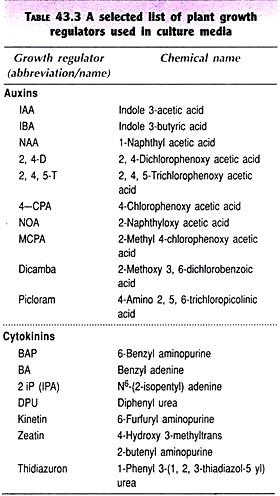 TABLE 43.3 A selected list of plant growth
regulators used in culture media
Growth regulator Chemical name
(abbreviation/name)
Auxins
IAA Indole 3-acetic acid
IBA Indole 3-butyric acid
NAA 1-Naphthyl acetic acid
2, 4-D 2, 4-Dichlorophenoxy acetic acid
2, 4, 5-T 2, 4, 5-Trichlorophenoxy acetic
acid
4—CPA 4-Chlorophenoxy acetic acid
NOA 2-Naphthyloxy acetic acid
MCPA 2-Methyl 4-chlorophenoxy acetic
acid
Dicamba 2-Methoxy 3, 6-dichlorobenzoic
acid
Picloram 4-Amino 2, 5, 6-trichloropicolinic
acid
Cytokinins
BAP 6-Benzyl aminopurine
BA Benzyl adenine
2 iP (IPA) N⁶-(2-isopentyl) adenine
DPU Diphenyl urea
Kinetin 6-Furfuryl aminopurine
Zeatin 4-Hydroxy 3-methyltrans
2-butenyl aminopurine
Thidiazuron 1-Phenyl 3-(1, 2, 3-thiadiazol-5 yl)
urea